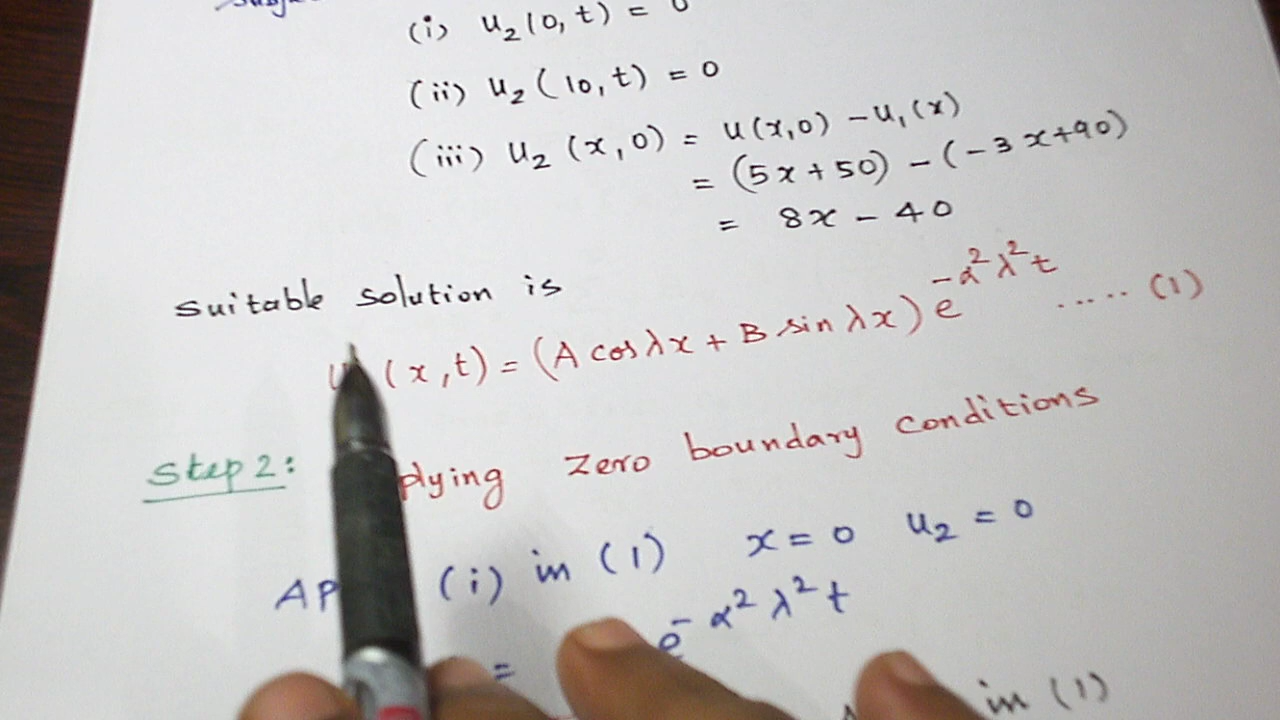 (i) u₂(0, t) = 0
(ii) u₂(10, t) = 0
(iii) u₂(x, 0) = u(x,0) - u₁(x)
= (5x + 50) - (-3x+90)
= 8x - 40
Suitable solution is
(x,t) = (A cosλx + B sin λx) e^(-α²λ²t) ..... (1)
Step 2: plying Zero boundary conditions
(i) in (1) x = 0 u₂ = 0
= e^(-α²λ²t)
in (1)